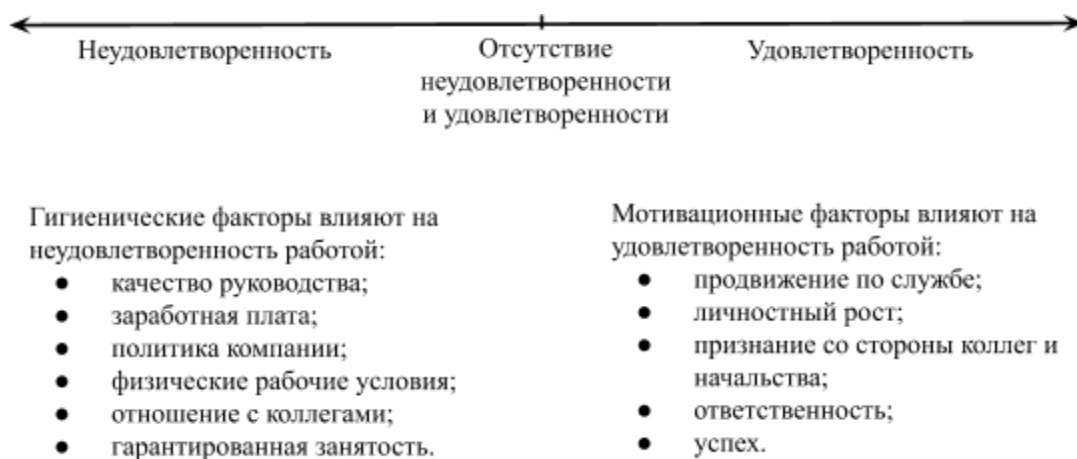 Неудовлетворенность
Отсутствие
неудовлетворенности
и удовлетворенности
Удовлетворенность
Гигиенические факторы влияют на
неудовлетворенность работой:
● качество руководства;
● заработная плата;
● политика компании;
● физические рабочие условия;
● отношение с коллегами;
● гарантированная занятость.
Мотивационные факторы влияют на
удовлетворенность работой:
● продвижение по службе;
● личностный рост;
● признание со стороны коллег и
начальства;
● ответственность;
● успех.